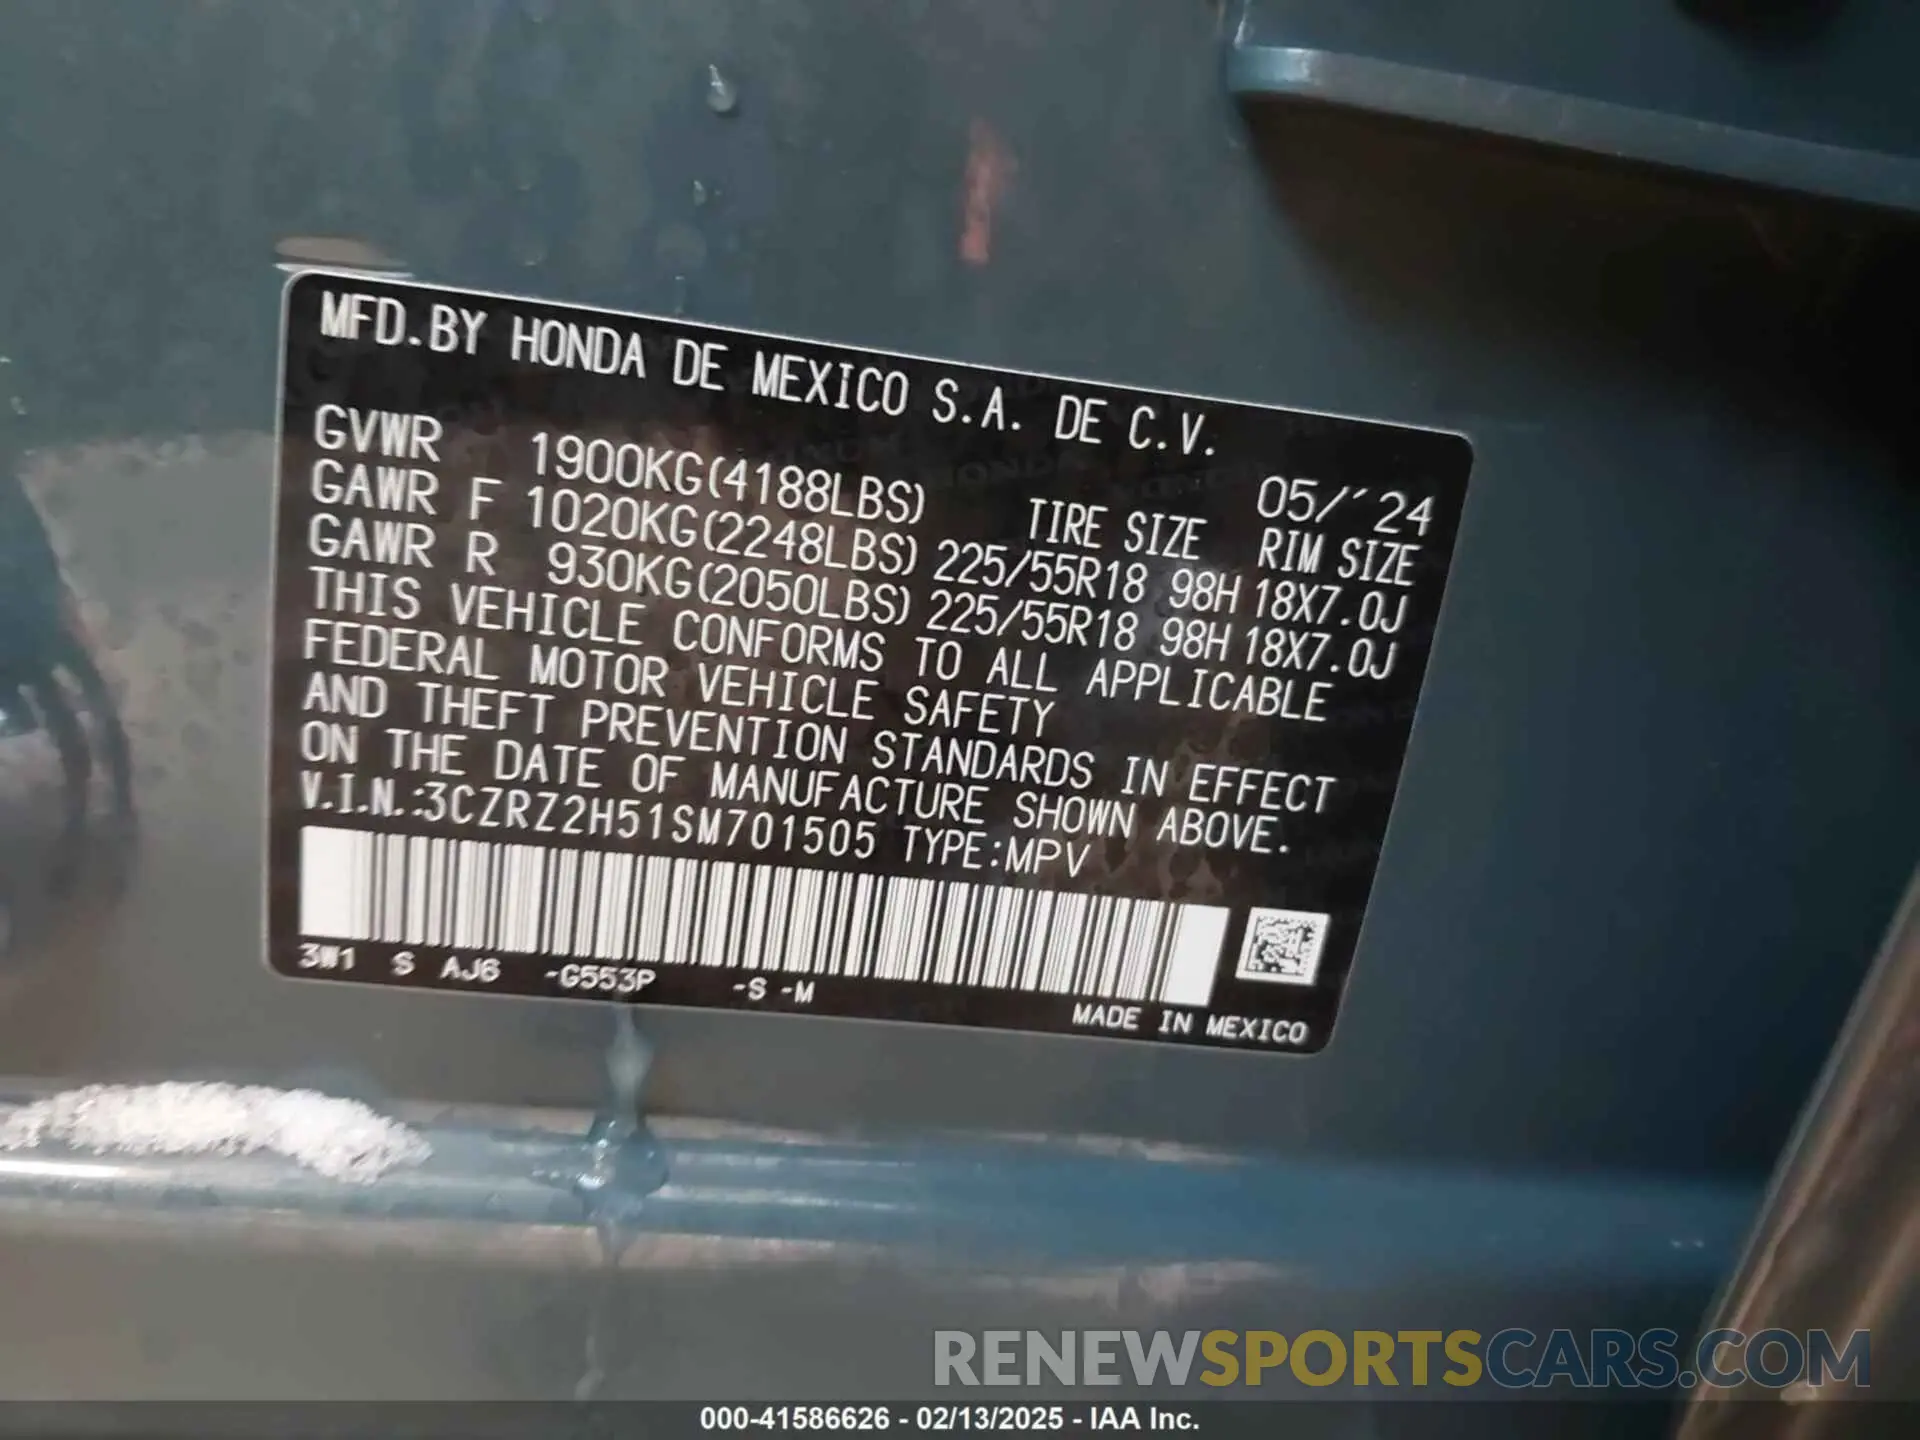 MFD.BY HONDA DE MEXICO S.A. DE C.V.
GVWR 1900KG(4188LBS) 05/'24
GAWR F 1020KG(2248LBS) TIRE SIZE RIM SIZE
225/55R18 98H 18X7.0J
GAWR R 930KG(2050LBS) 225/55R18 98H 18X7.0J
THIS VEHICLE CONFORMS TO ALL APPLICABLE
FEDERAL MOTOR VEHICLE SAFETY
AND THEFT PREVENTION STANDARDS IN EFFECT
ON THE DATE OF MANUFACTURE SHOWN ABOVE.
V.I.N.:3CZRZ2H51SM701505 TYPE:MPV
3W1 S AJ6 -G553P -S -M
MADE IN MEXICO
RENEWSPORTSCARS.COM
000-41586626 - 02/13/2025 - IAA Inc.